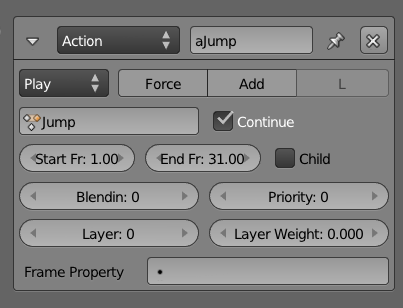 Action aJump
Play Force Add L
Jump Continue
Start Fr: 1.00 End Fr: 31.00 Child
Blendin: 0 Priority: 0
Layer: 0 Layer Weight: 0.000
Frame Property